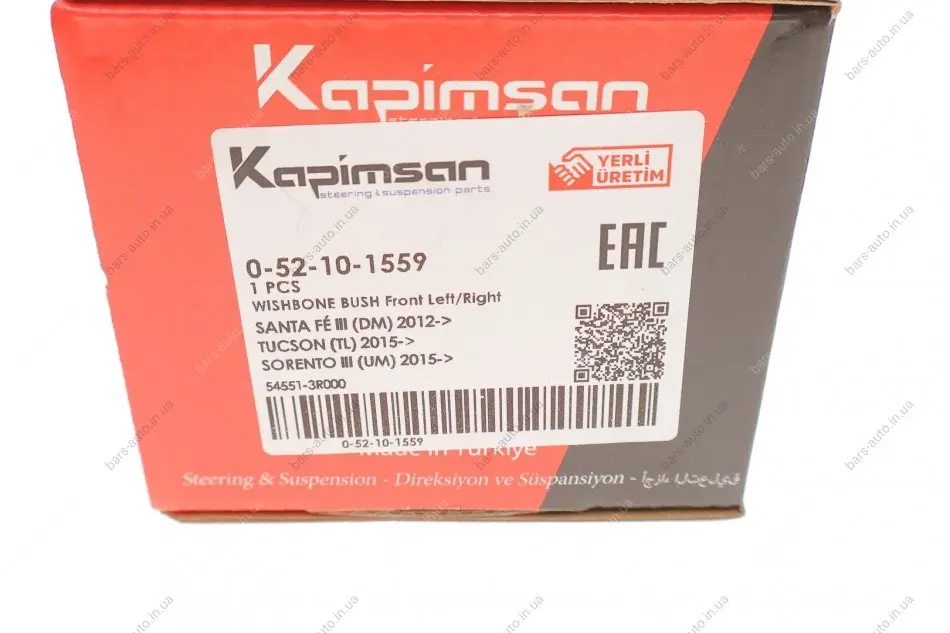 Kapimsan
Kapimsan
steering & suspension parts
YERLİ
ÜRETİM
EAC
0-52-10-1559
1 PCS
WISHBONE BUSH Front Left/Right
SANTA FÉ III (DM) 2012->
TUCSON (TL) 2015->
SORENTO III (UM) 2015->
54551-3R000
0-52-10-1559
Made in Türkiye
Steering & Suspension - Direksiyon ve Süspansiyon - أجزاء التعليق
bars-auto.in.ua